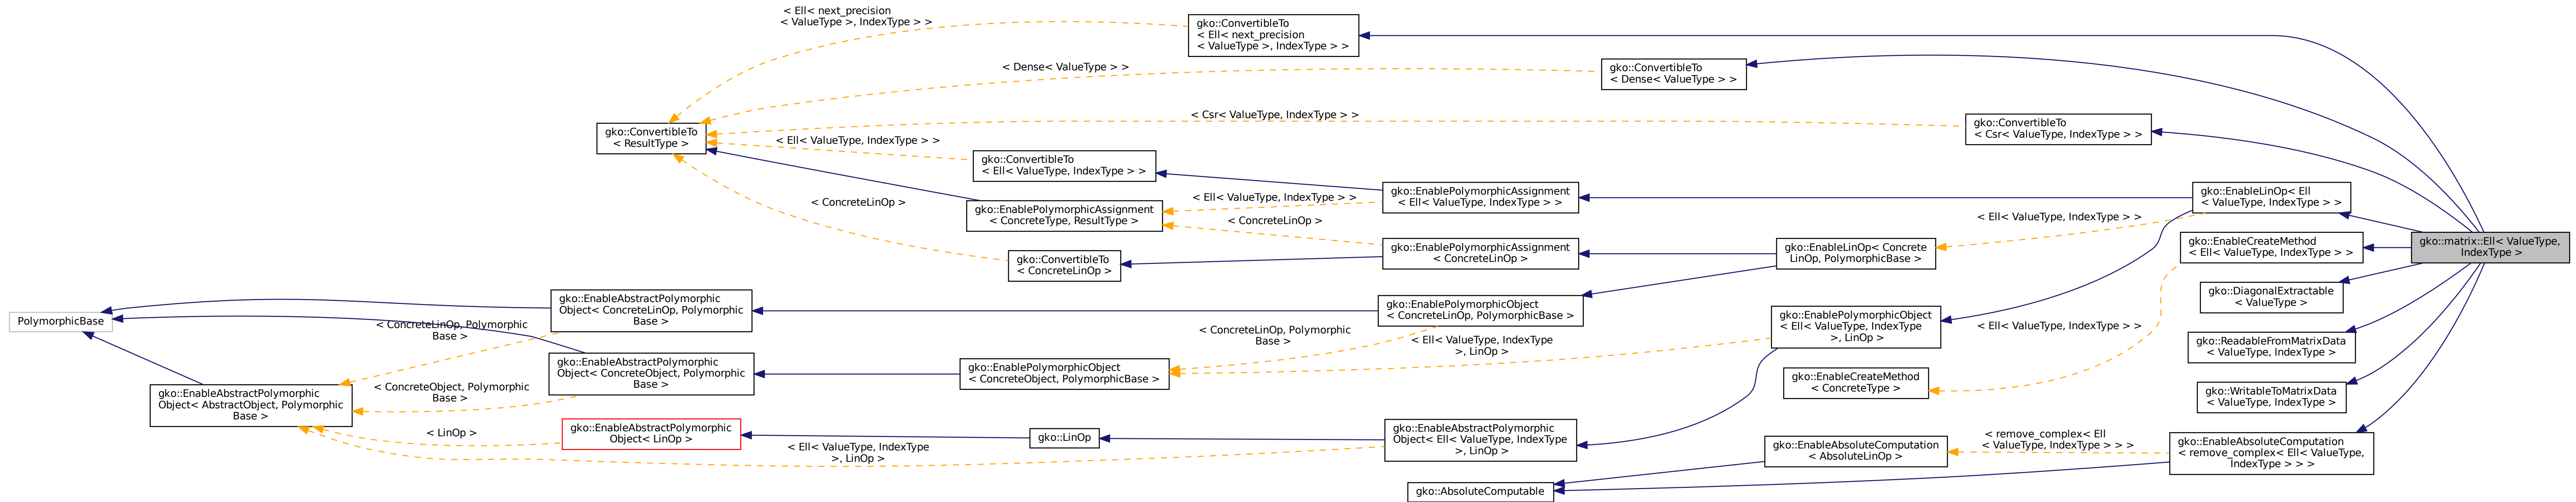 < Ell< next_precision
< ValueType >, IndexType > >
gko::ConvertibleTo
< Ell< next_precision
< ValueType >, IndexType > >
< Dense< ValueType > >
gko::ConvertibleTo
< Dense< ValueType > >
gko::ConvertibleTo
< ResultType >
< Csr< ValueType, IndexType > >
gko::ConvertibleTo
< Csr< ValueType, IndexType > >
< Ell< ValueType, IndexType > >
gko::ConvertibleTo
< Ell< ValueType, IndexType > >
gko::EnablePolymorphicAssignment
< Ell< ValueType, IndexType > >
gko::EnableLinOp< Ell
< ValueType, IndexType > >
< ConcreteLinOp >
gko::EnablePolymorphicAssignment
< ConcreteType, ResultType >
< Ell< ValueType, IndexType > >
< ConcreteLinOp >
< Ell< ValueType, IndexType > >
gko::ConvertibleTo
< ConcreteLinOp >
gko::EnablePolymorphicAssignment
< ConcreteLinOp >
gko::EnableLinOp< Concrete
LinOp, PolymorphicBase >
gko::EnableCreateMethod
< Ell< ValueType, IndexType > >
gko::matrix::Ell< ValueType,
IndexType >
PolymorphicBase
gko::EnableAbstractPolymorphic
Object< ConcreteLinOp, Polymorphic
Base >
gko::EnablePolymorphicObject
< ConcreteLinOp, PolymorphicBase >
gko::DiagonalExtractable
< ValueType >
< ConcreteLinOp, Polymorphic
Base >
< ConcreteLinOp, Polymorphic
Base >
< Ell< ValueType, IndexType
>, LinOp >
gko::EnablePolymorphicObject
< Ell< ValueType, IndexType
>, LinOp >
< Ell< ValueType, IndexType > >
gko::ReadableFromMatrixData
< ValueType, IndexType >
gko::EnableAbstractPolymorphic
Object< ConcreteObject, Polymorphic
Base >
gko::EnablePolymorphicObject
< ConcreteObject, PolymorphicBase >
gko::EnableCreateMethod
< ConcreteType >
gko::WritableToMatrixData
< ValueType, IndexType >
gko::EnableAbstractPolymorphic
Object< AbstractObject, Polymorphic
Base >
< ConcreteObject, Polymorphic
Base >
< LinOp >
gko::EnableAbstractPolymorphic
Object< LinOp >
< Ell< ValueType, IndexType
>, LinOp >
gko::LinOp
gko::EnableAbstractPolymorphic
Object< Ell< ValueType, IndexType
>, LinOp >
gko::EnableAbsoluteComputation
< AbsoluteLinOp >
< remove_complex< Ell
< ValueType, IndexType > > >
gko::EnableAbsoluteComputation
< remove_complex< Ell< ValueType,
IndexType > > >
gko::AbsoluteComputable